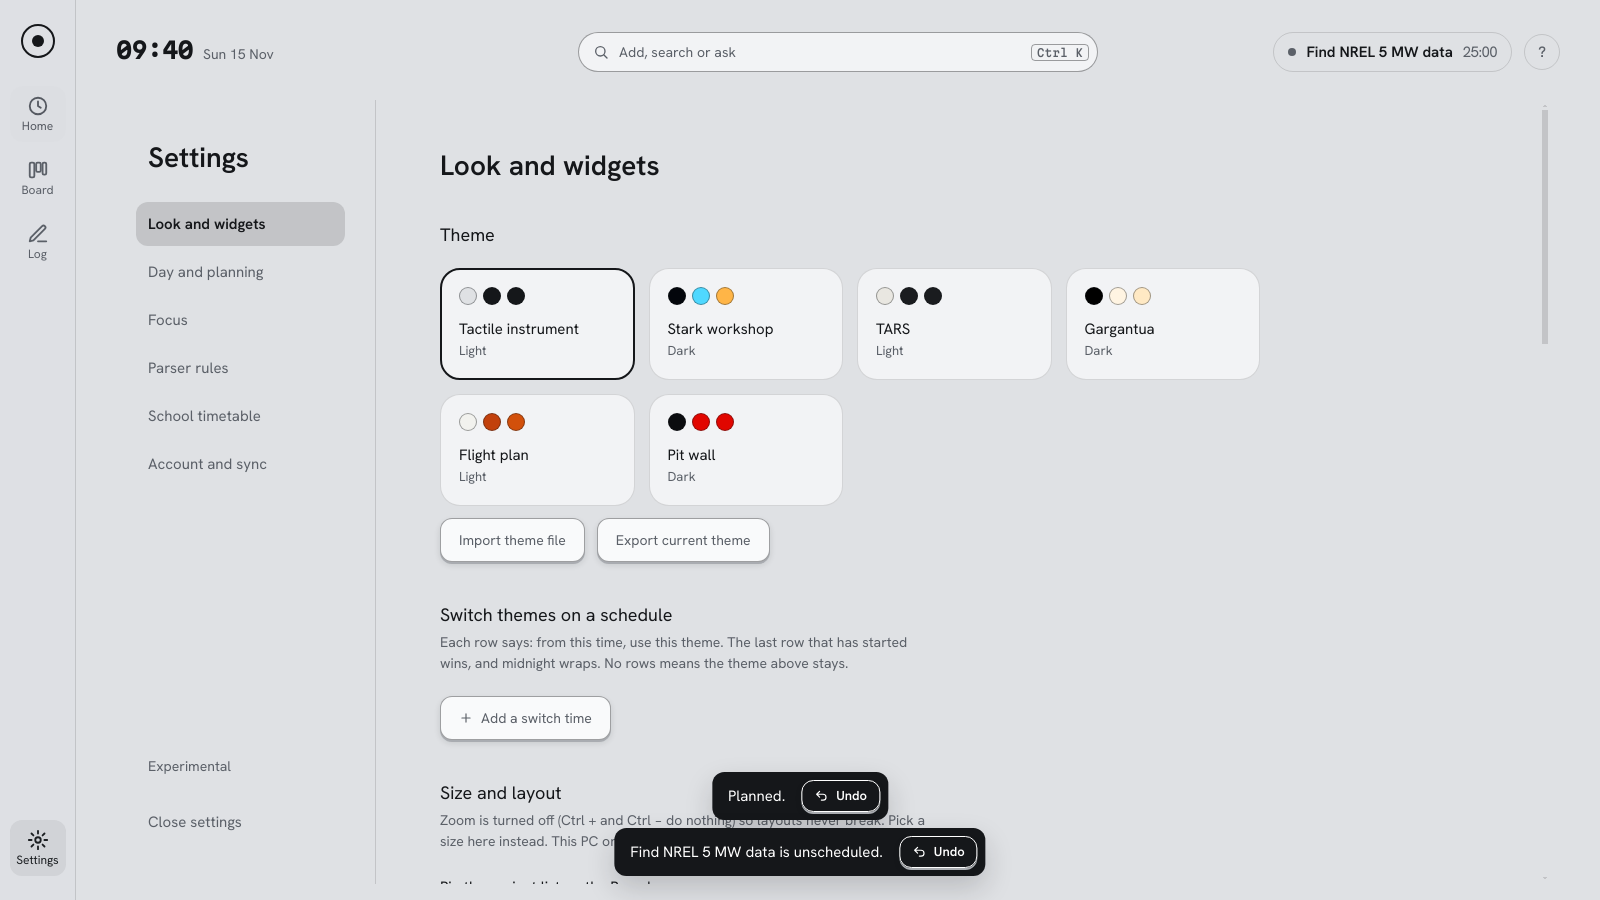 09:40 Sun 15 Nov
Add, search or ask
Ctrl K
Find NREL 5 MW data 25:00
?
Home
Board
Log
Settings
Settings
Look and widgets
Day and planning
Focus
Parser rules
School timetable
Account and sync
Experimental
Close settings
Look and widgets
Theme
Tactile instrument
Light
Stark workshop
Dark
TARS
Light
Gargantua
Dark
Flight plan
Light
Pit wall
Dark
Import theme file
Export current theme
Switch themes on a schedule
Each row says: from this time, use this theme. The last row that has started
wins, and midnight wraps. No rows means the theme above stays.
+ Add a switch time
Size and layout
Zoom is turned off (Ctrl + and Ctrl − do nothing) so layouts never break. Pick a
size here instead. This PC
Planned.
Undo
Find NREL 5 MW data is unscheduled.
Undo